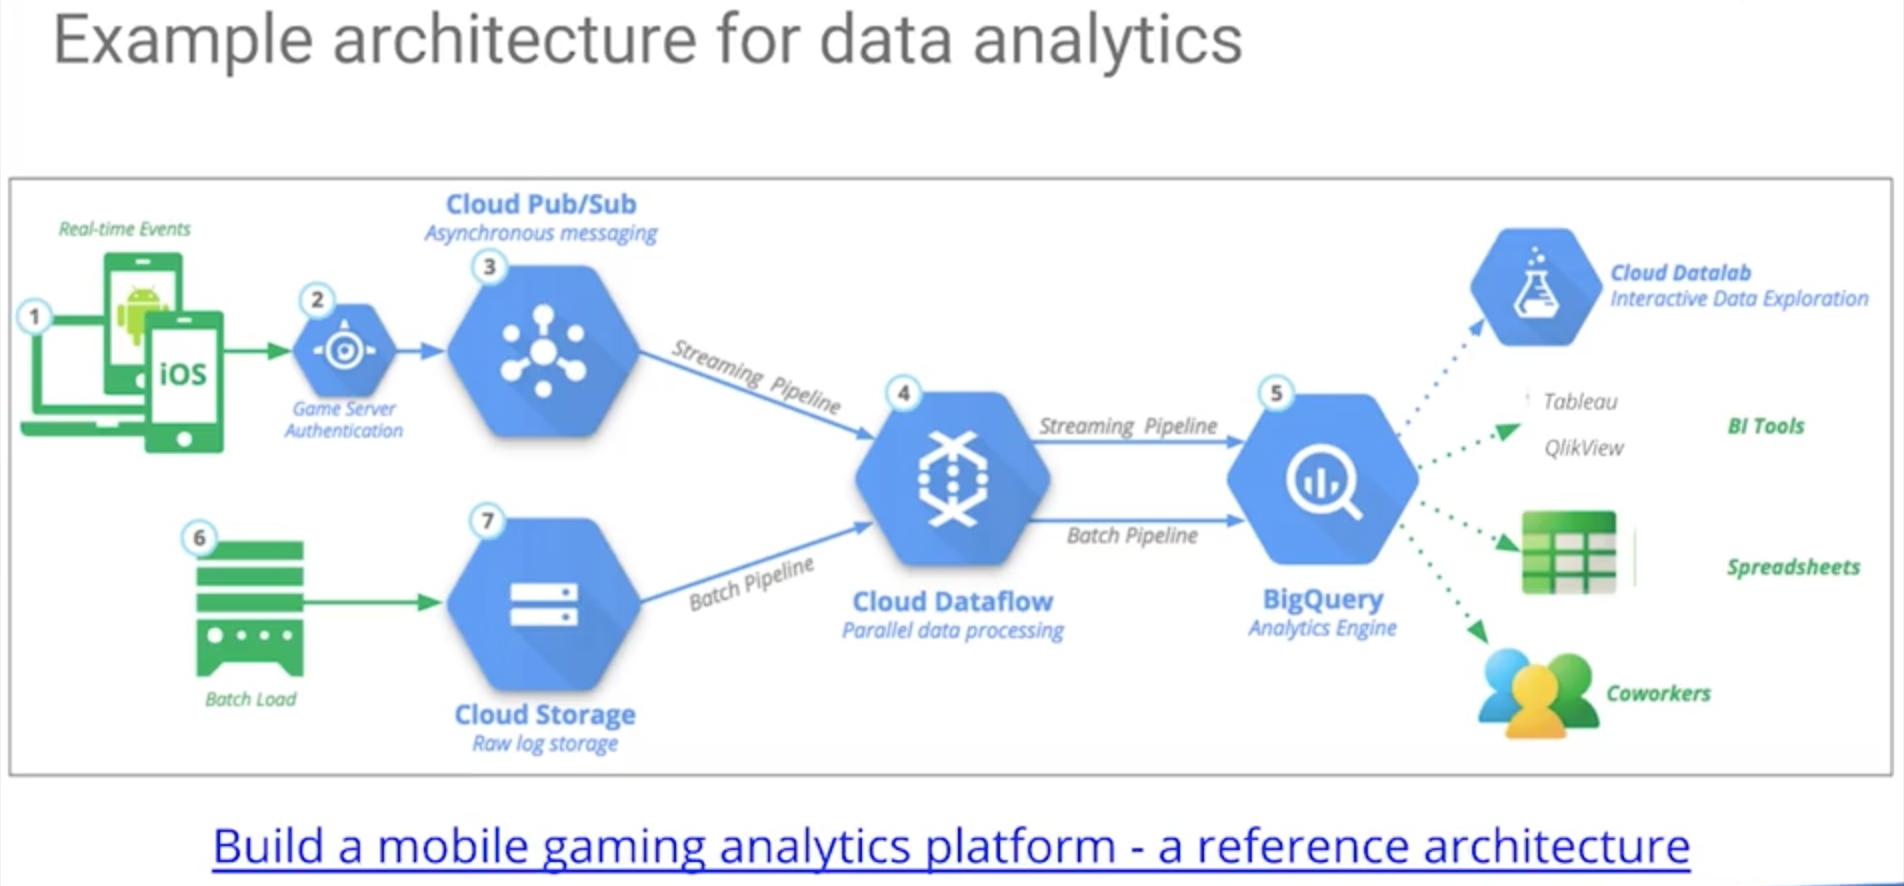 Example architecture for data analytics
Real-time Events
1
iOS
2
Game Server
Authentication
Cloud Pub/Sub
Asynchronous messaging
3
Streaming Pipeline
6
Batch Load
7
Cloud Storage
Raw log storage
Batch Pipeline
4
Cloud Dataflow
Parallel data processing
Streaming Pipeline
Batch Pipeline
5
BigQuery
Analytics Engine
Cloud Datalab
Interactive Data Exploration
Tableau
QlikView
BI Tools
Spreadsheets
Coworkers
Build a mobile gaming analytics platform - a reference architecture